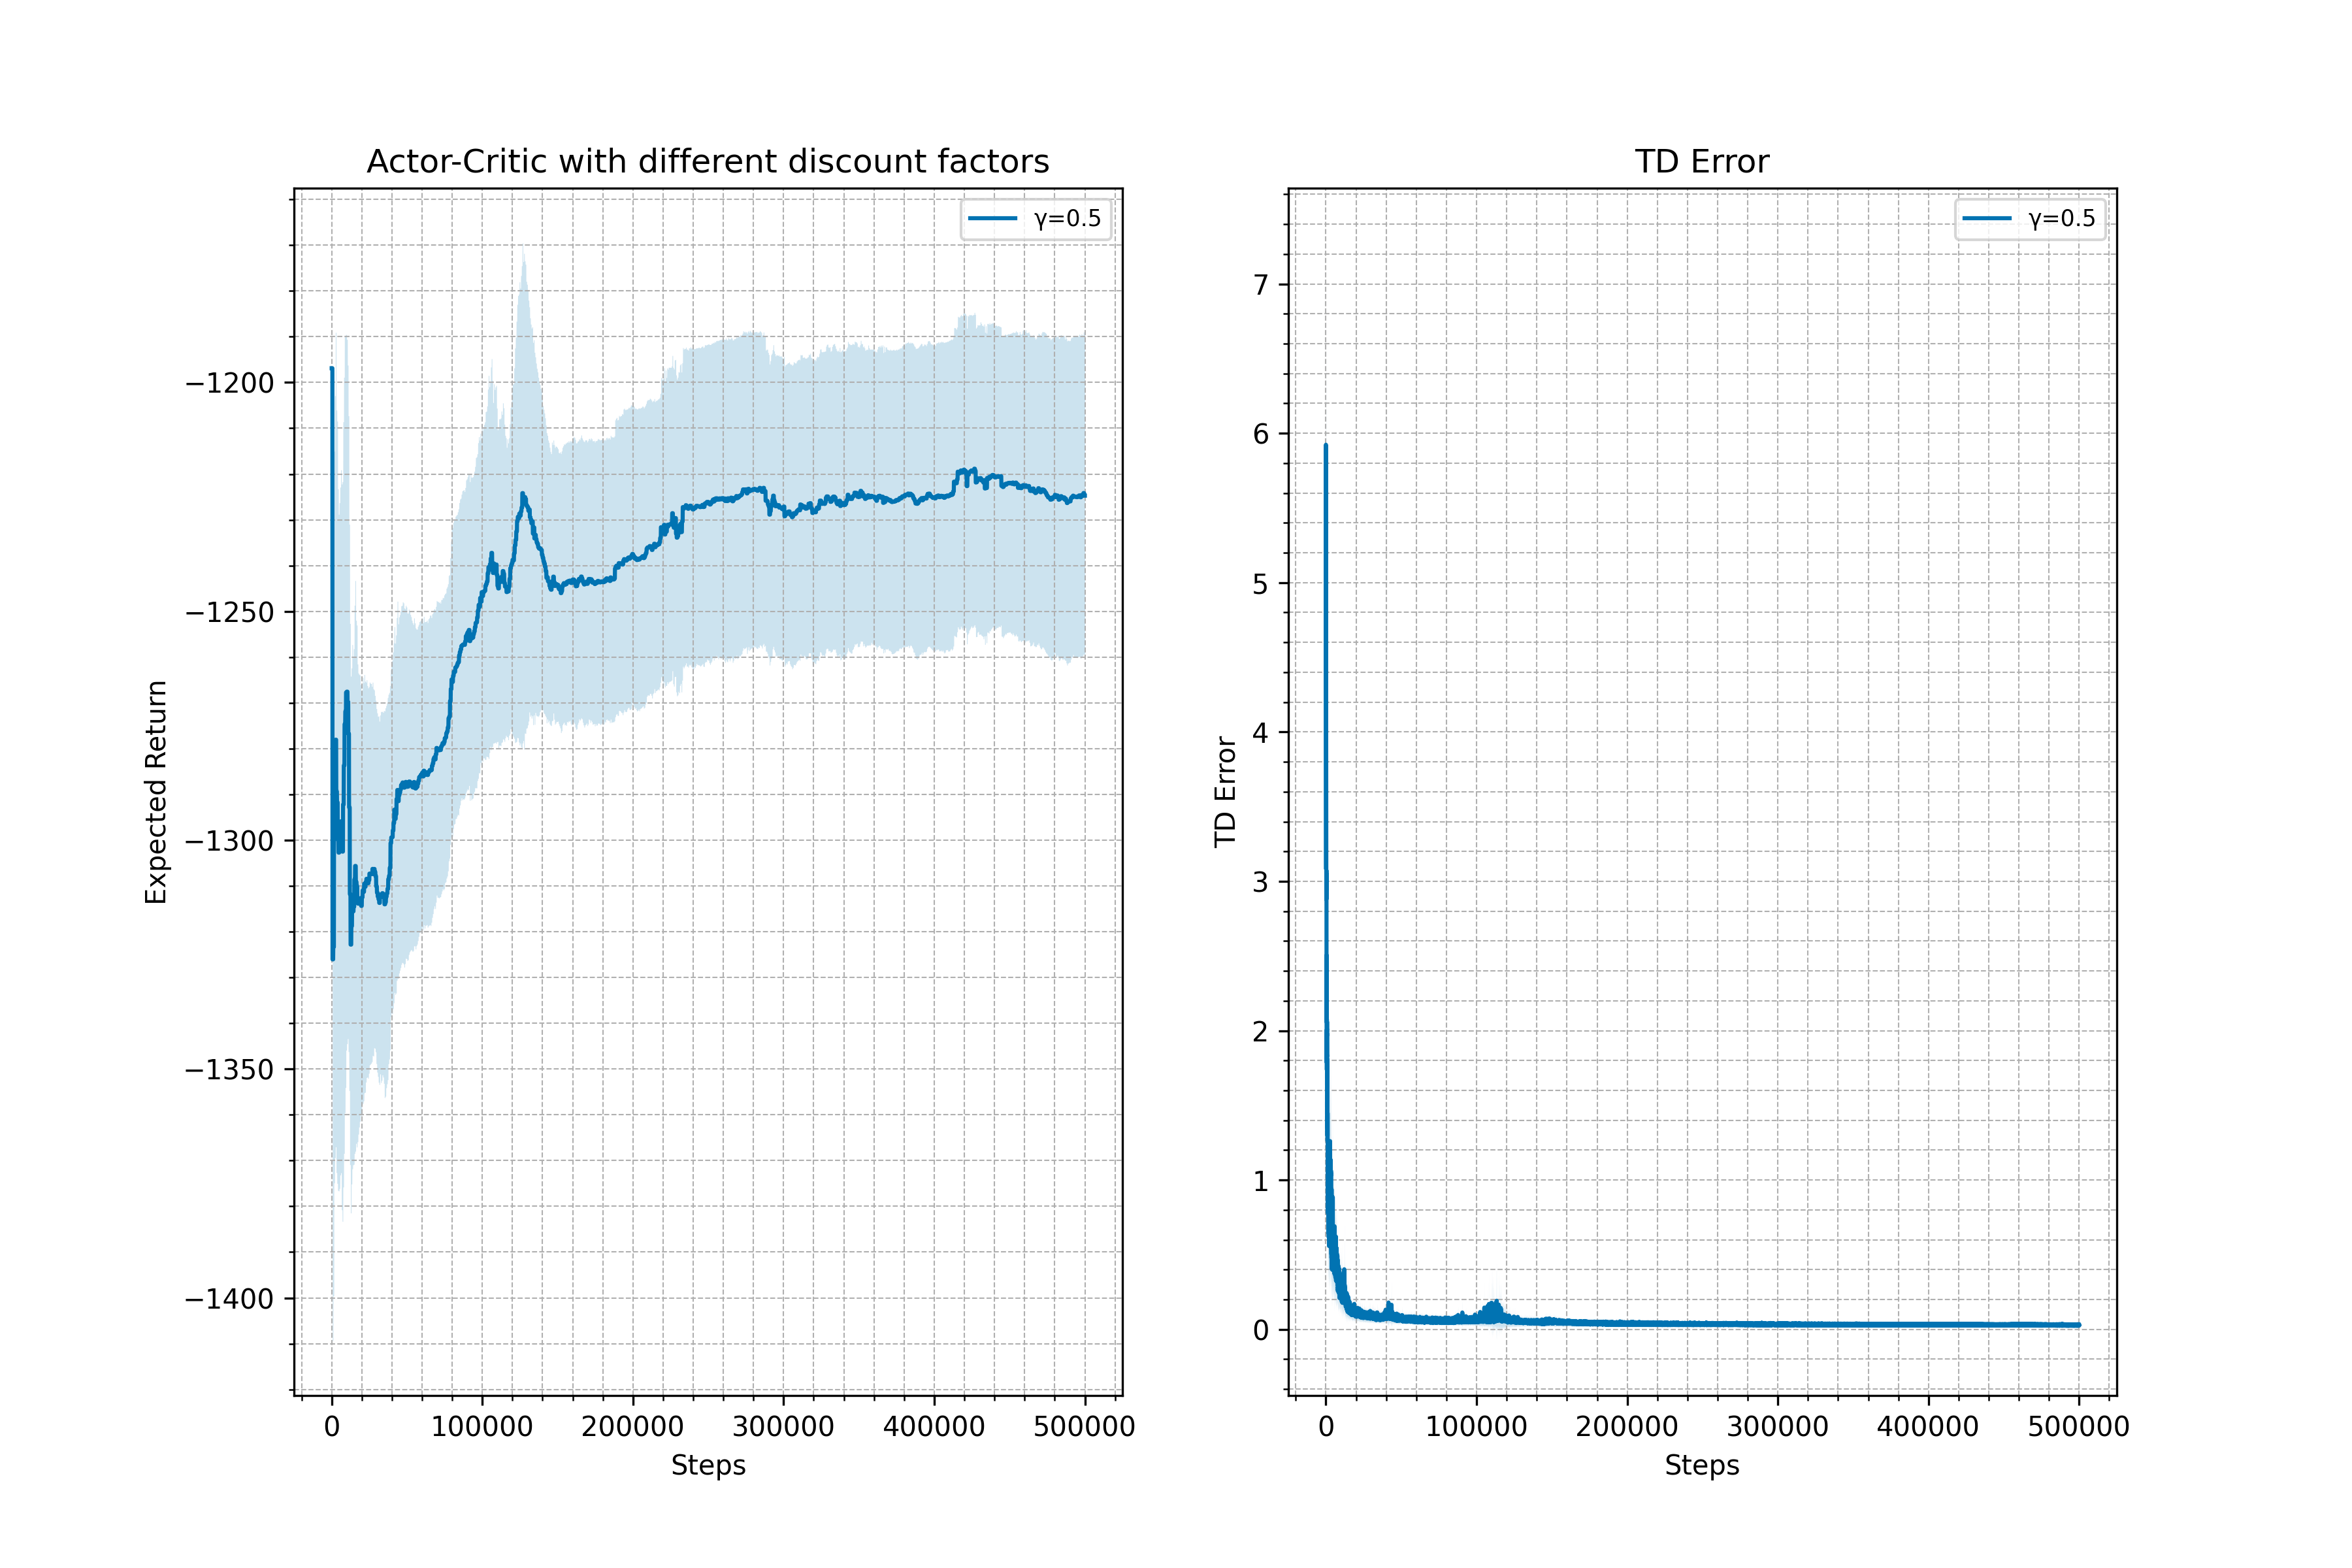 Actor-Critic with different discount factors
γ=0.5
−1200
−1250
−1300
−1350
−1400
Expected Return
0 100000 200000 300000 400000 500000
Steps
TD Error
γ=0.5
7
6
5
4
3
2
1
0
TD Error
0 100000 200000 300000 400000 500000
Steps